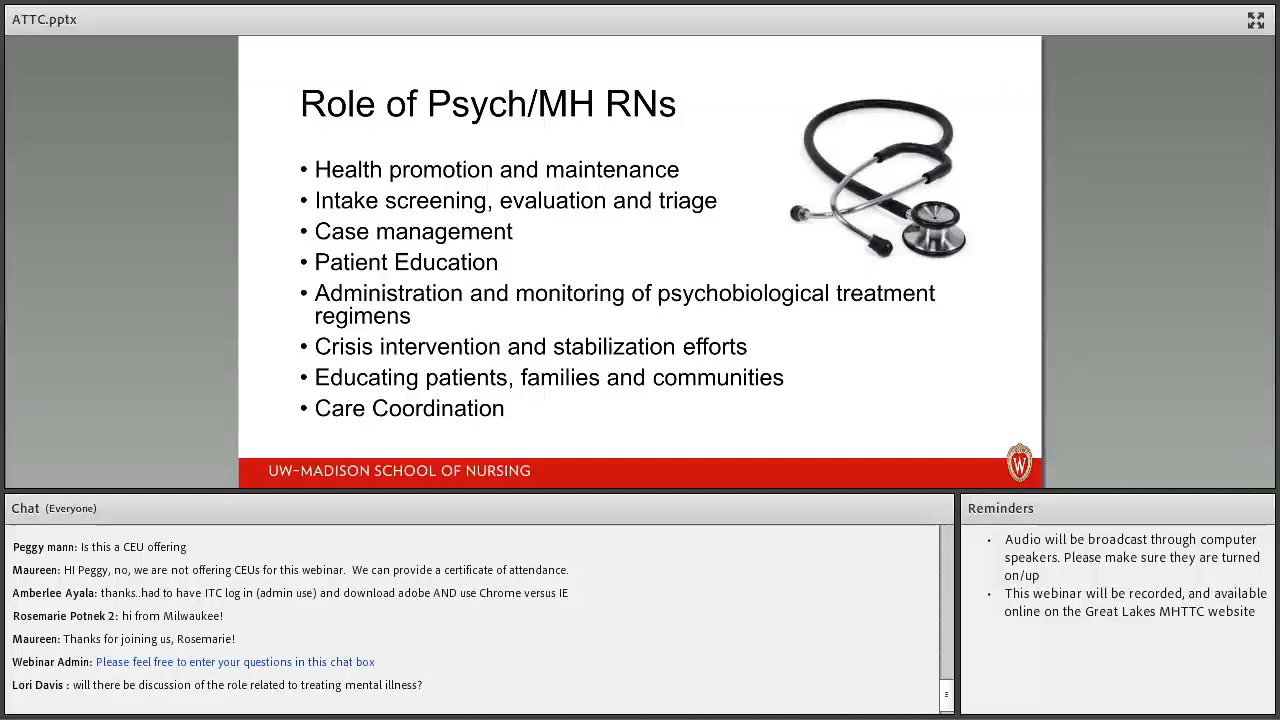 ATTC.pptx
Role of Psych/MH RNs
• Health promotion and maintenance
• Intake screening, evaluation and triage
• Case management
• Patient Education
• Administration and monitoring of psychobiological treatment
regimens
• Crisis intervention and stabilization efforts
• Educating patients, families and communities
• Care Coordination
UW-MADISON SCHOOL OF NURSING
W
Chat (Everyone)
Peggy mann: Is this a CEU offering
Maureen: HI Peggy, no, we are not offering CEUs for this webinar. We can provide a certificate of attendance.
Amberlee Ayala: thanks..had to have ITC log in (admin use) and download adobe AND use Chrome versus IE
Rosemarie Potnek 2: hi from Milwaukee!
Maureen: Thanks for joining us, Rosemarie!
Webinar Admin: Please feel free to enter your questions in this chat box
Lori Davis : will there be discussion of the role related to treating mental illness?
Reminders
• Audio will be broadcast through computer
speakers. Please make sure they are turned
on/up
• This webinar will be recorded, and available
online on the Great Lakes MHTTC website